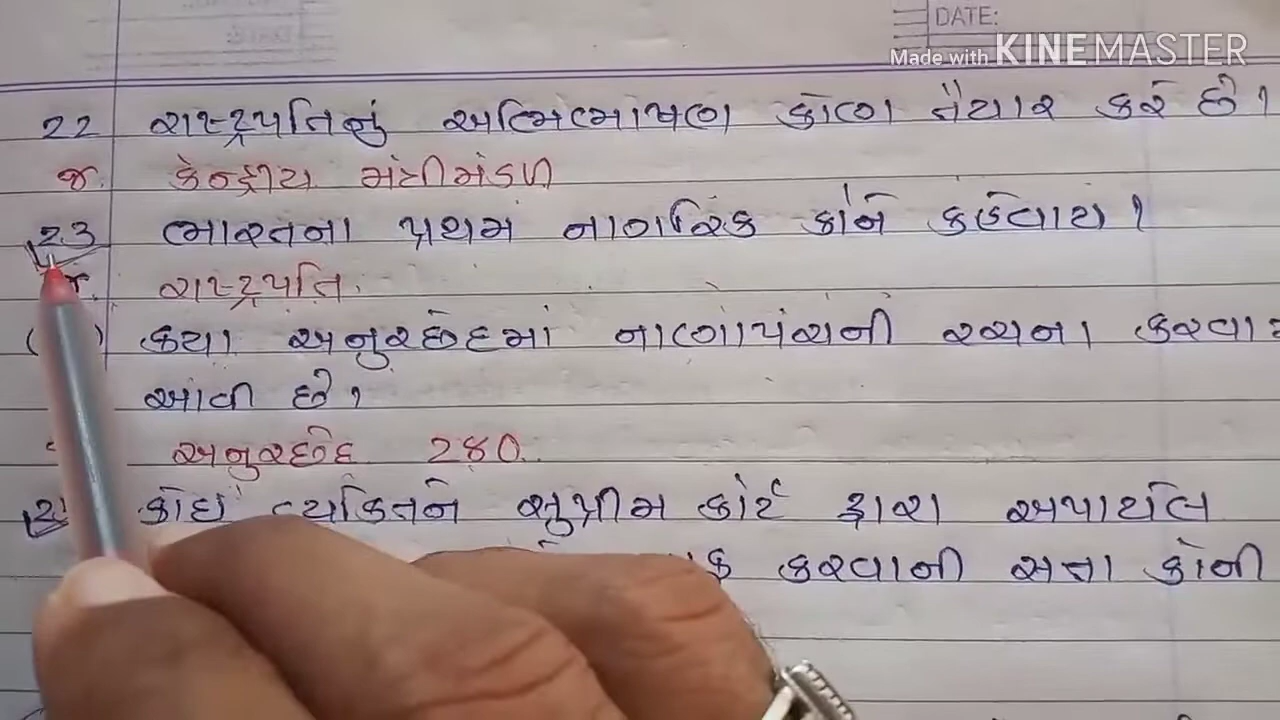 DATE:
Made with KINEMASTER
22 રાષ્ટ્રપતિનું અભિભાષણ કોણ તૈયાર કરે છે ?
જ. કેન્દ્રીય મંત્રીમંડળ
23 ભારતના પ્રથમ નાગરિક કોને કહેવાય ?
જ. રાષ્ટ્રપતિ.
કયા અનુચ્છેદમાં નાણાપંચની રચના કરવામ
આવી છે ?
અનુચ્છેદ 280.
કોઇ વ્યકિતને સુપ્રીમ કોર્ટ દ્વારા અપાયેલ
કરવાની સત્તા કોની